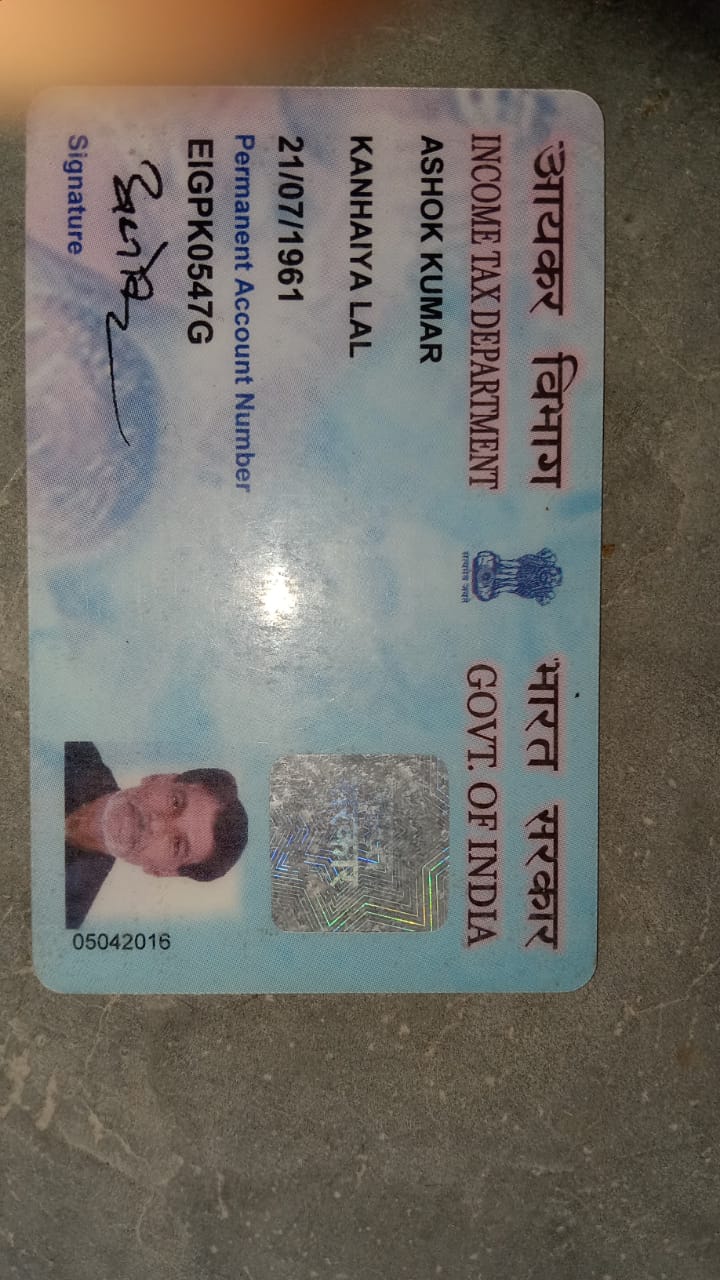 आयकर विभाग
INCOME TAX DEPARTMENT
भारत सरकार
GOVT. OF INDIA
सत्यमेव जयते
ASHOK KUMAR
KANHAIYA LAL
21/07/1961
Permanent Account Number
EIGPK0547G
Signature
05042016